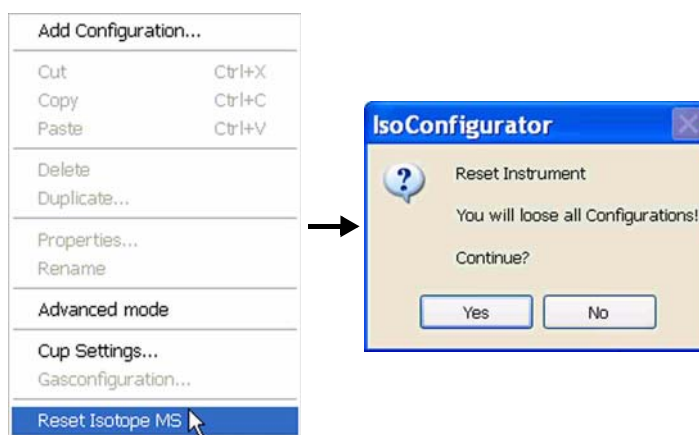 Add Configuration...
Cut Ctrl+X
Copy Ctrl+C
Paste Ctrl+V
Delete
Duplicate...
Properties...
Rename
Advanced mode
Cup Settings...
Gasconfiguration...
Reset Isotope MS
IsoConfigurator
Reset Instrument
You will loose all Configurations!
Continue?
Yes No